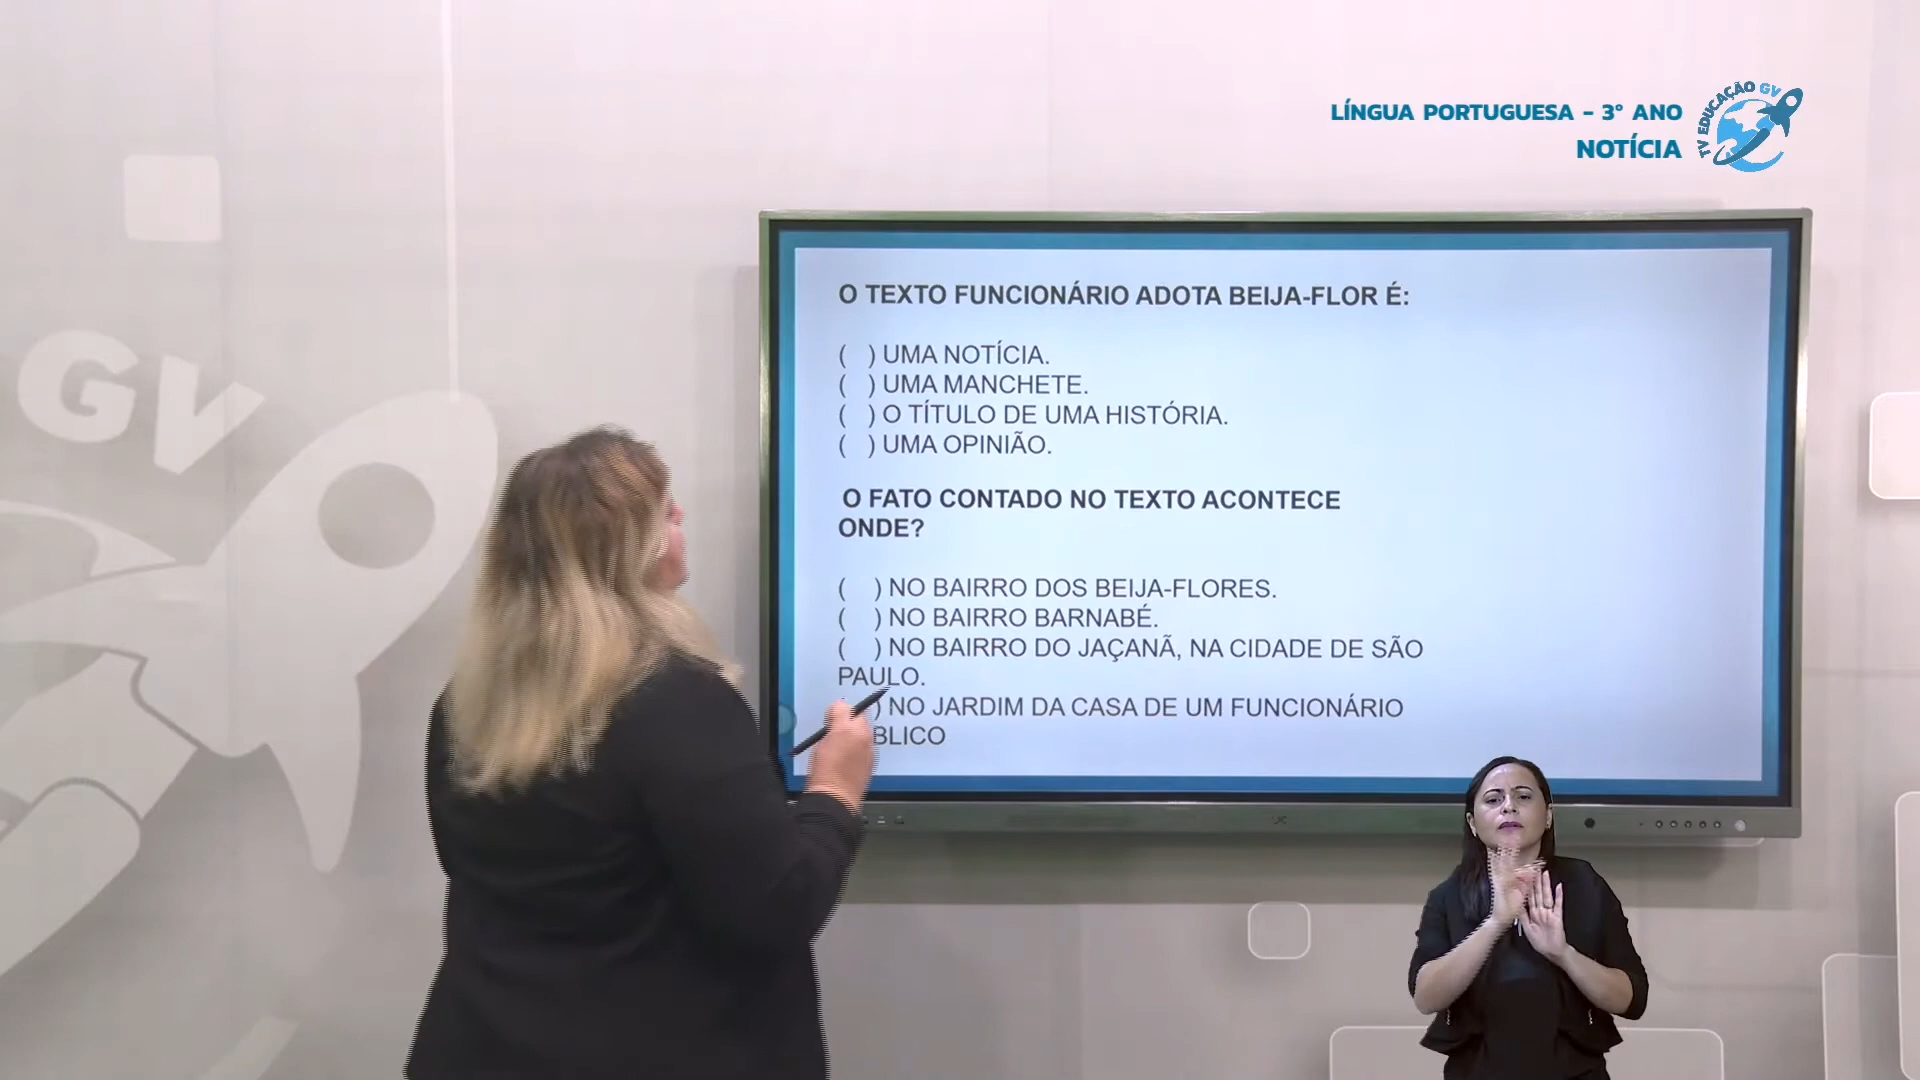 LÍNGUA PORTUGUESA - 3° ANO
NOTÍCIA
TV EDUCAÇÃO GV
GV
O TEXTO FUNCIONÁRIO ADOTA BEIJA-FLOR É:
( ) UMA NOTÍCIA.
( ) UMA MANCHETE.
( ) O TÍTULO DE UMA HISTÓRIA.
( ) UMA OPINIÃO.
O FATO CONTADO NO TEXTO ACONTECE
ONDE?
( ) NO BAIRRO DOS BEIJA-FLORES.
( ) NO BAIRRO BARNABÉ.
( ) NO BAIRRO DO JAÇANÃ, NA CIDADE DE SÃO
PAULO.
) NO JARDIM DA CASA DE UM FUNCIONÁRIO
BLICO